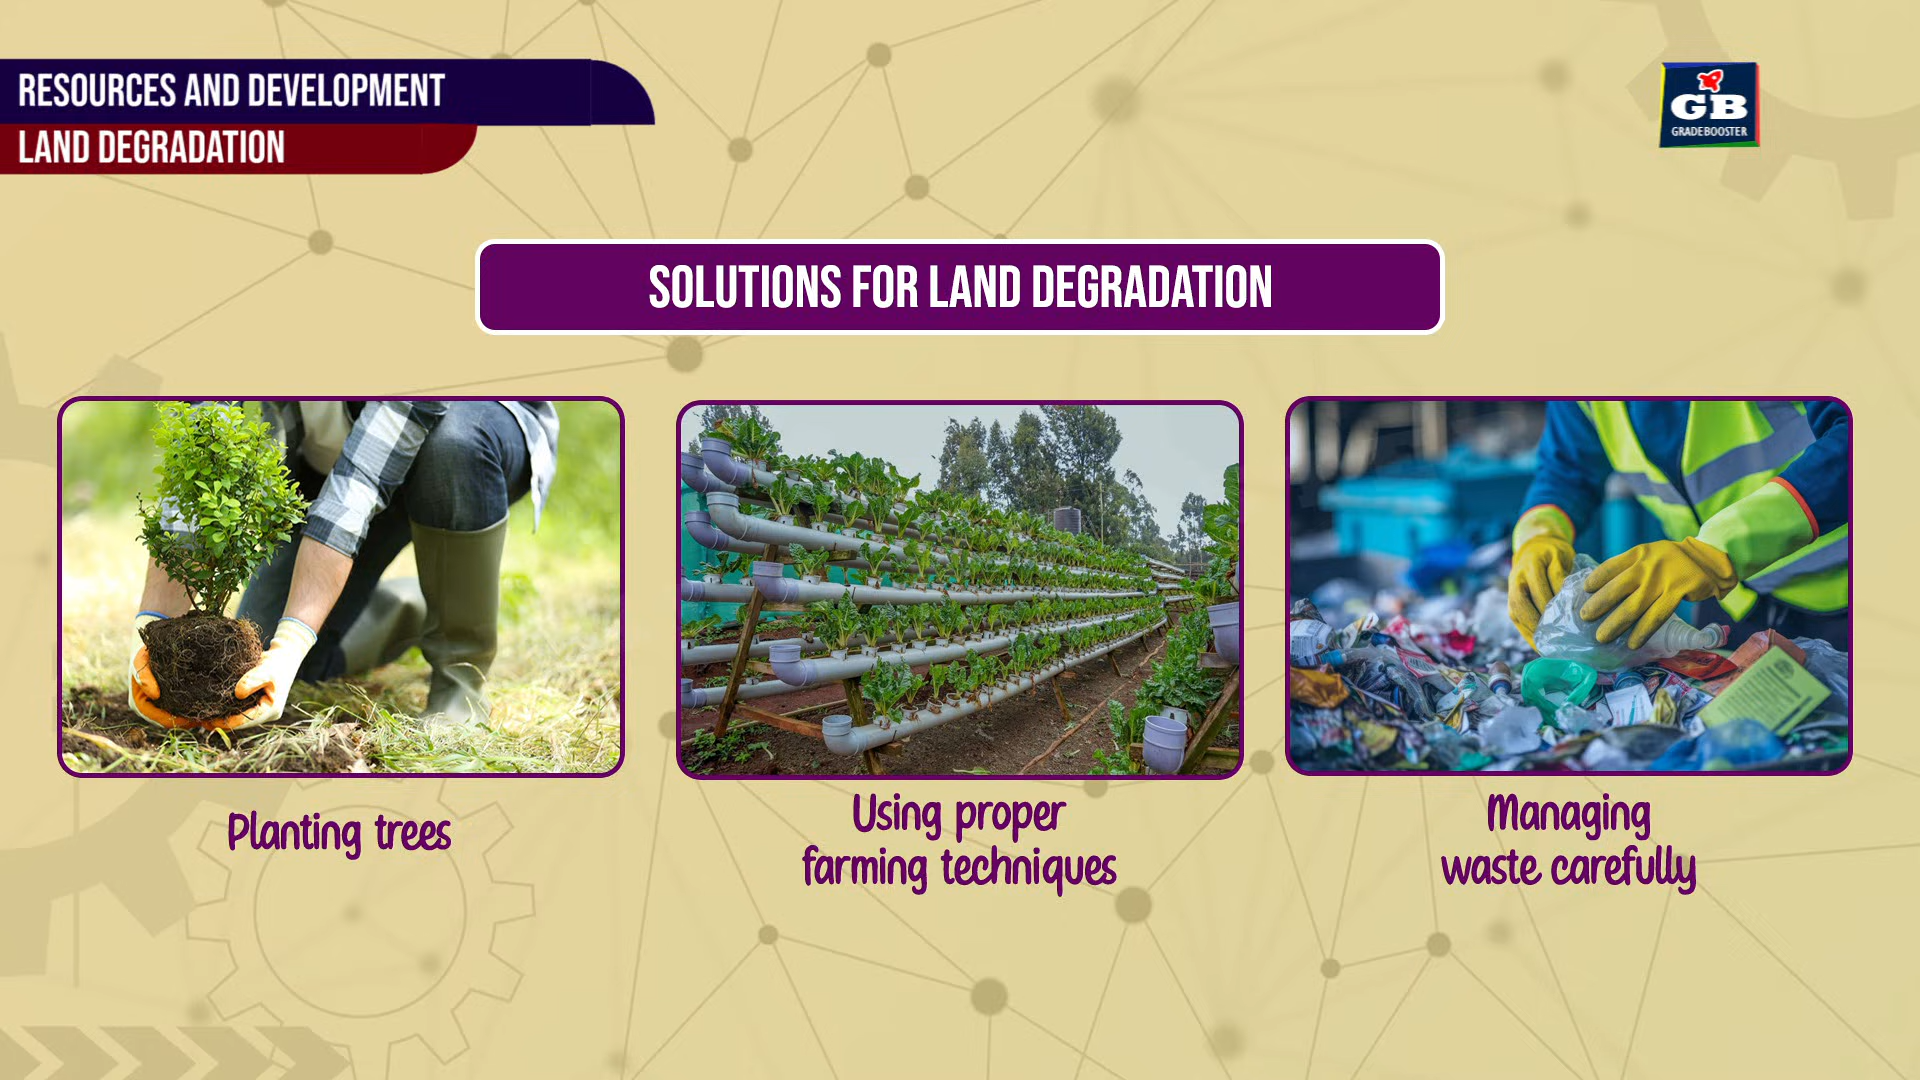 RESOURCES AND DEVELOPMENT
LAND DEGRADATION
GB
GRADEBOOSTER
SOLUTIONS FOR LAND DEGRADATION
Planting trees
Using proper
farming techniques
Managing
waste carefully